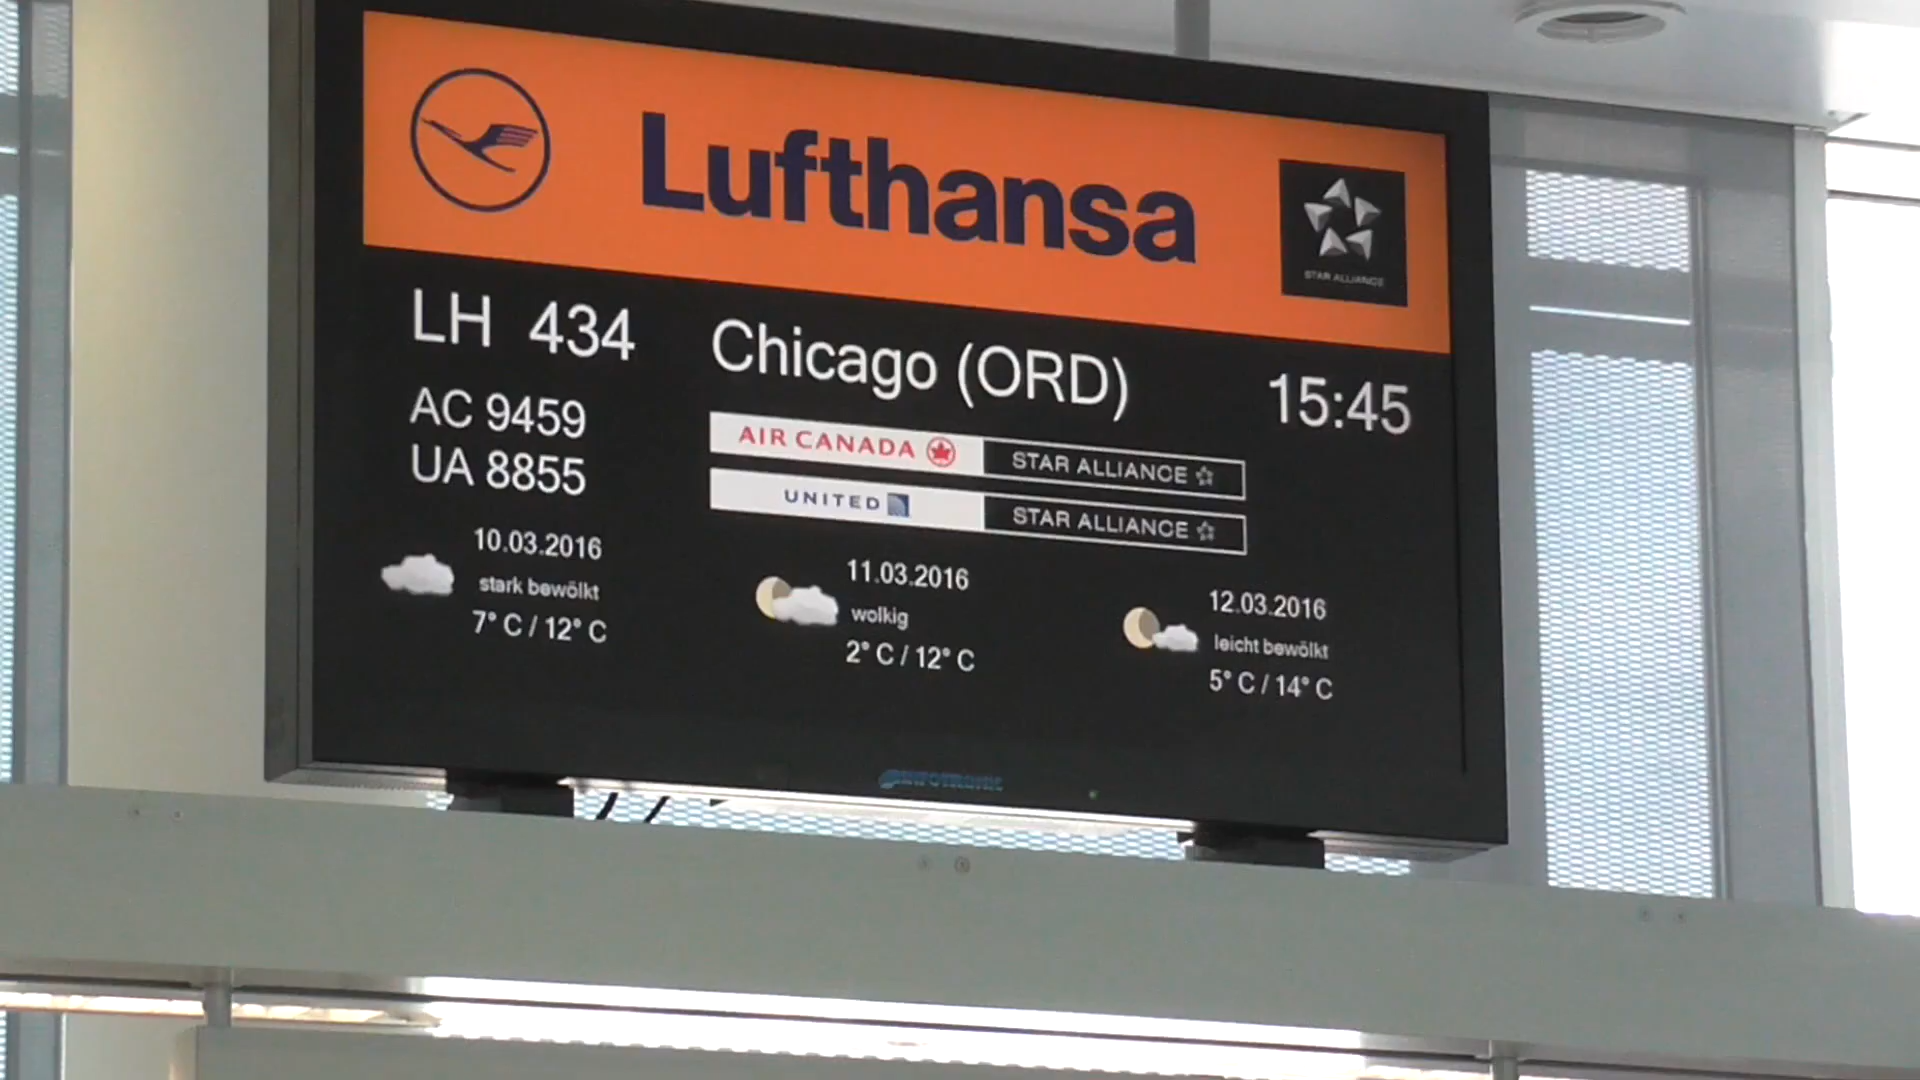 Lufthansa
STAR ALLIANCE
LH 434 Chicago (ORD) 15:45
AC 9459 AIR CANADA STAR ALLIANCE
UA 8855 UNITED STAR ALLIANCE
10.03.2016
stark bewölkt
7° C / 12° C
11.03.2016
wolkig
2° C / 12° C
12.03.2016
leicht bewölkt
5° C / 14° C